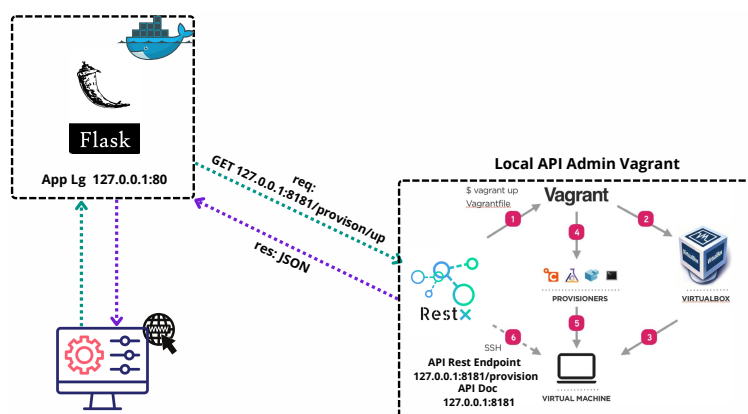 Flask
App Lg 127.0.0.1:80
req:
GET 127.0.0.1:8181/provison/up
res: JSON
Local API Admin Vagrant
$ vagrant up
Vagrantfile
Vagrant
1
2
4
VirtualBox
RestX
PROVISIONERS
VIRTUALBOX
6
5
3
SSH
API Rest Endpoint
127.0.0.1:8181/provision
API Doc
127.0.0.1:8181
VIRTUAL MACHINE
WWW